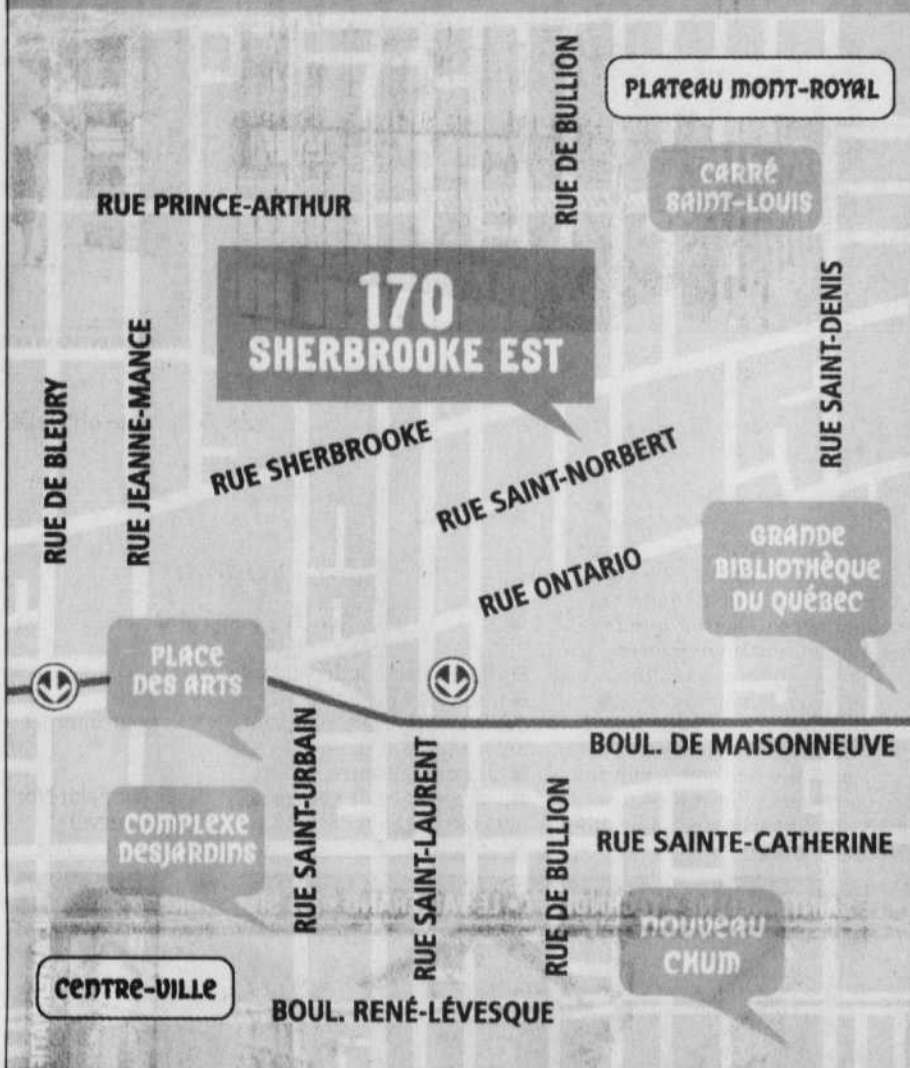 RUE DE BULLION
PLATEAU MONT-ROYAL
CARRÉ
SAINT-LOUIS
RUE PRINCE-ARTHUR
170
SHERBROOKE EST
RUE SAINT-DENIS
RUE JEANNE-MANCE
RUE DE BLEURY
RUE SHERBROOKE
RUE SAINT-NORBERT
GRANDE
BIBLIOTHÈQUE
DU QUÉBEC
RUE ONTARIO
PLACE
DES ARTS
BOUL. DE MAISONNEUVE
RUE SAINT-URBAIN
RUE SAINT-LAURENT
RUE DE BULLION
COMPLEXE
DESJARDINS
RUE SAINTE-CATHERINE
NOUVEAU
CHUM
CENTRE-VILLE
BOUL. RENÉ-LÉVESQUE